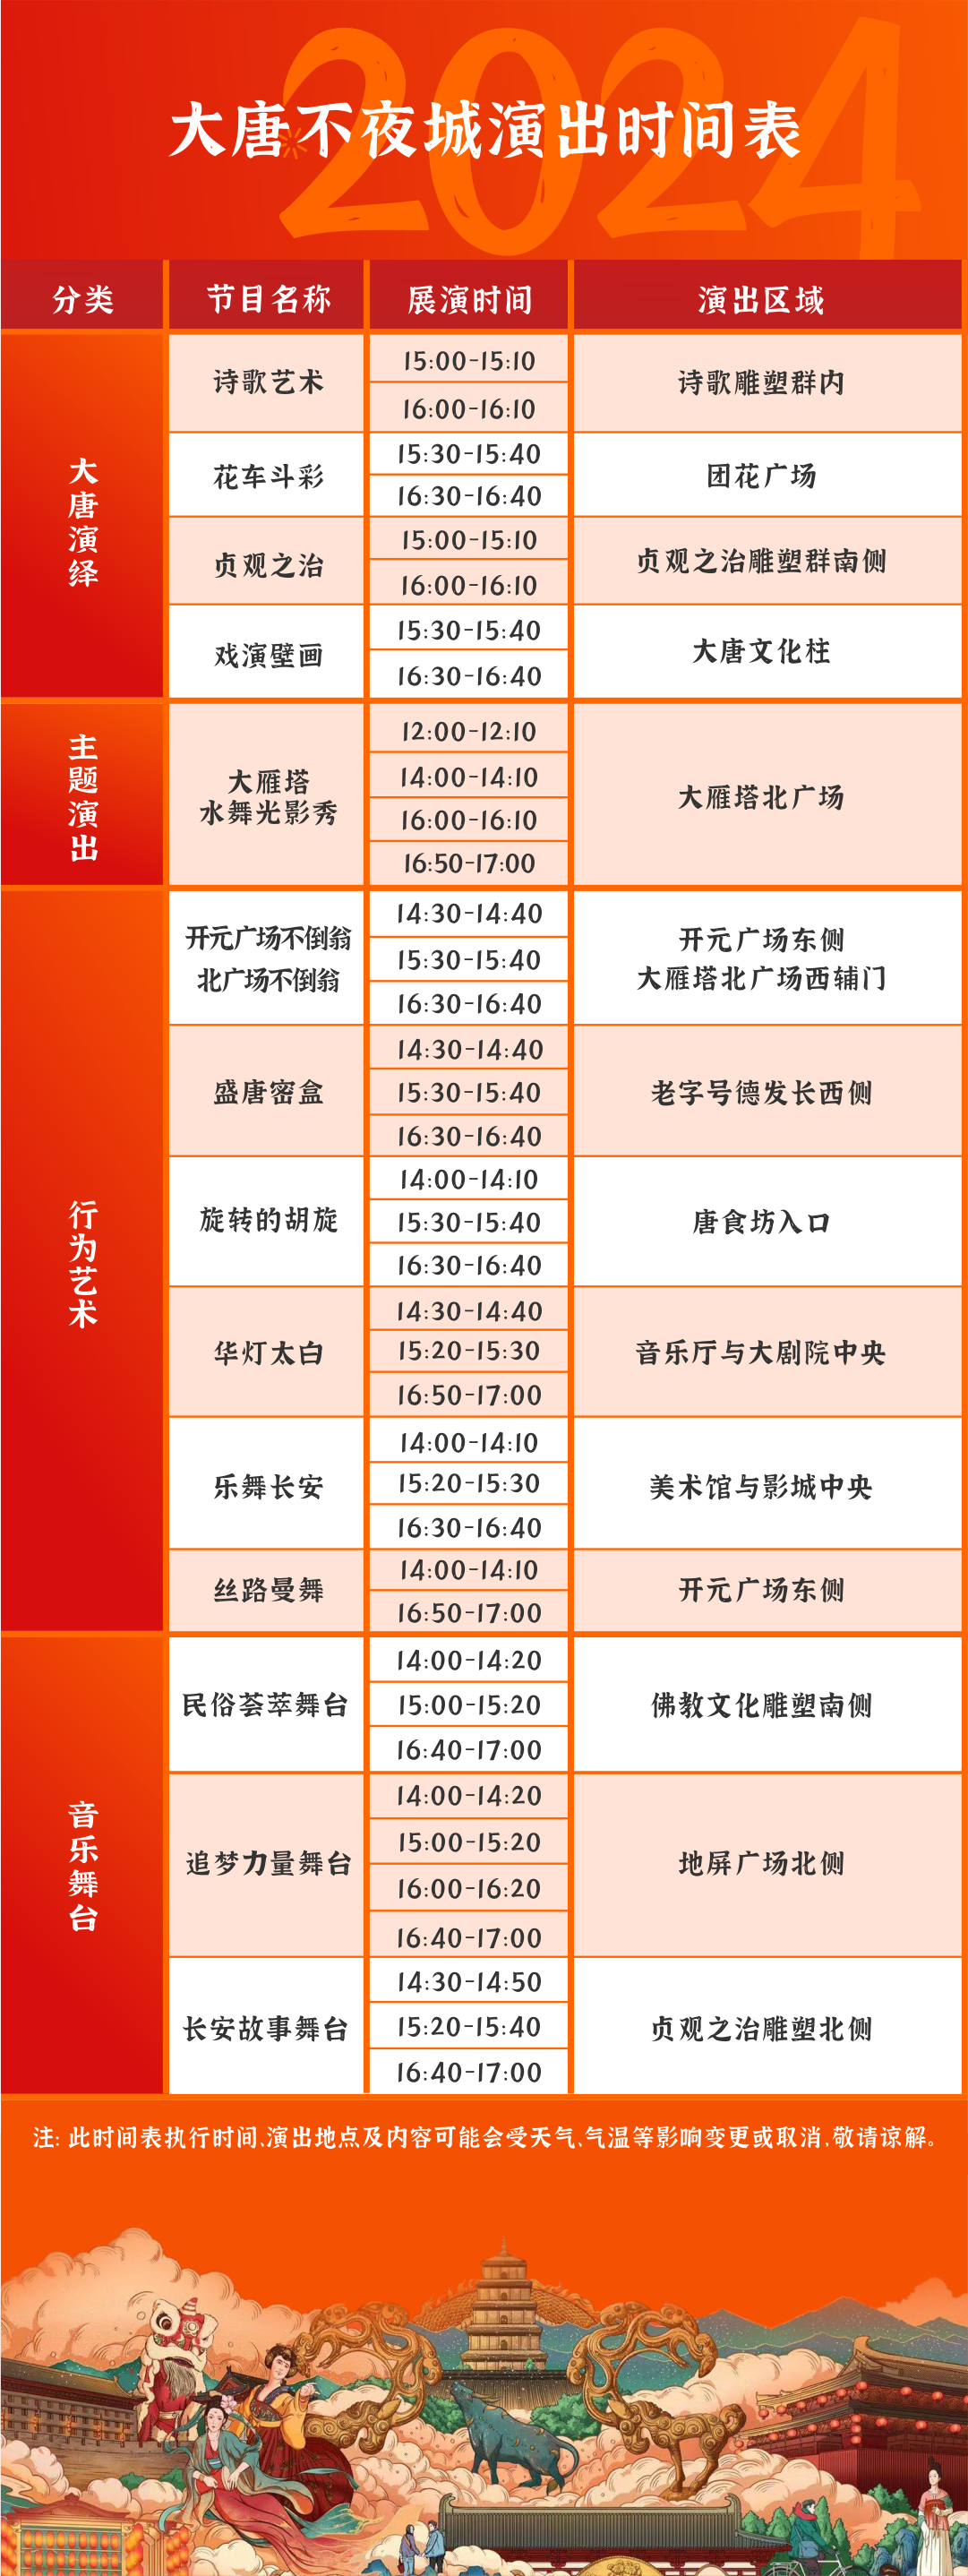 2024
大唐不夜城演出时间表
分类 节目名称 展演时间 演出区域
大唐演绎
诗歌艺术
15:00-15:10
16:00-16:10
诗歌雕塑群内
花车斗彩
15:30-15:40
16:30-16:40
团花广场
贞观之治
15:00-15:10
16:00-16:10
贞观之治雕塑群南侧
戏演壁画
15:30-15:40
16:30-16:40
大唐文化柱
主题演出
大雁塔
水舞光影秀
12:00-12:10
14:00-14:10
16:00-16:10
16:50-17:00
大雁塔北广场
行为艺术
开元广场不倒翁
北广场不倒翁
14:30-14:40
15:30-15:40
16:30-16:40
开元广场东侧
大雁塔北广场西辅门
盛唐密盒
14:30-14:40
15:30-15:40
16:30-16:40
老字号德发长西侧
旋转的胡旋
14:00-14:10
15:30-15:40
16:30-16:40
唐食坊入口
华灯太白
14:30-14:40
15:20-15:30
16:50-17:00
音乐厅与大剧院中央
乐舞长安
14:00-14:10
15:20-15:30
16:30-16:40
美术馆与影城中央
丝路曼舞
14:00-14:10
16:50-17:00
开元广场东侧
音乐舞台
民俗荟萃舞台
14:00-14:20
15:00-15:20
16:40-17:00
佛教文化雕塑南侧
追梦力量舞台
14:00-14:20
15:00-15:20
16:00-16:20
16:40-17:00
地屏广场北侧
长安故事舞台
14:30-14:50
15:20-15:40
16:40-17:00
贞观之治雕塑北侧
注: 此时间表执行时间、演出地点及内容可能会受天气、气温等影响变更或取消,敬请谅解。